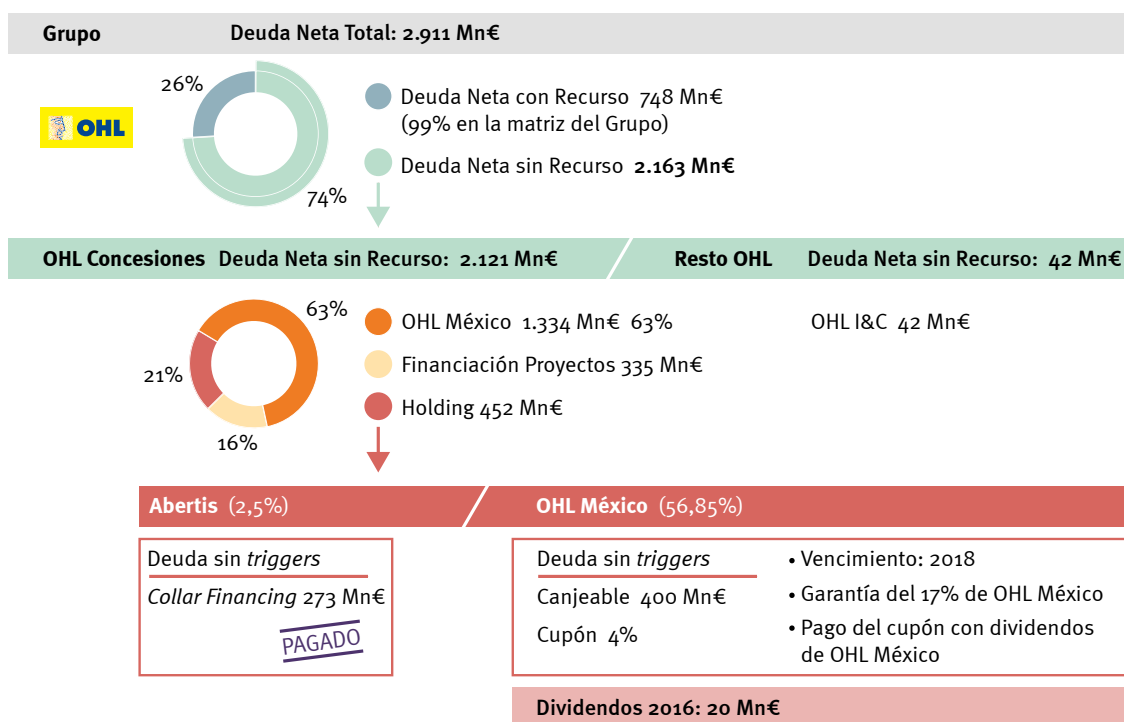 Grupo Deuda Neta Total: 2.911 Mn€
OHL
26%
74%
Deuda Neta con Recurso 748 Mn€
(99% en la matriz del Grupo)
Deuda Neta sin Recurso 2.163 Mn€
OHL Concesiones Deuda Neta sin Recurso: 2.121 Mn€
Resto OHL Deuda Neta sin Recurso: 42 Mn€
63%
21%
16%
OHL México 1.334 Mn€ 63%
Financiación Proyectos 335 Mn€
Holding 452 Mn€
OHL I&C 42 Mn€
Abertis (2,5%)
Deuda sin triggers
Collar Financing 273 Mn€
PAGADO
OHL México (56,85%)
Deuda sin triggers
Canjeable 400 Mn€
Cupón 4%
• Vencimiento: 2018
• Garantía del 17% de OHL México
• Pago del cupón con dividendos
de OHL México
Dividendos 2016: 20 Mn€